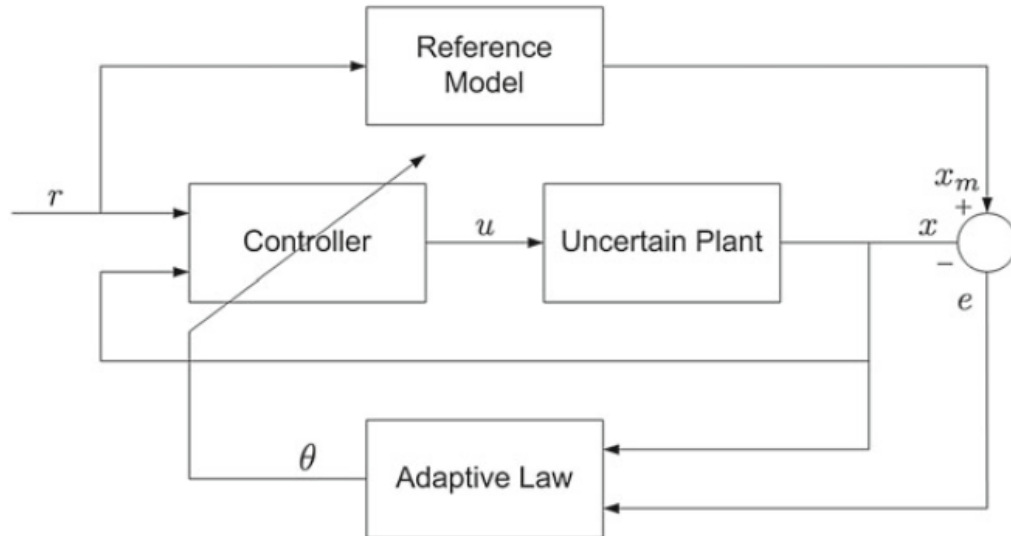 Reference
Model
r
x_m
+
Controller
u
Uncertain Plant
x
−
e
θ
Adaptive Law